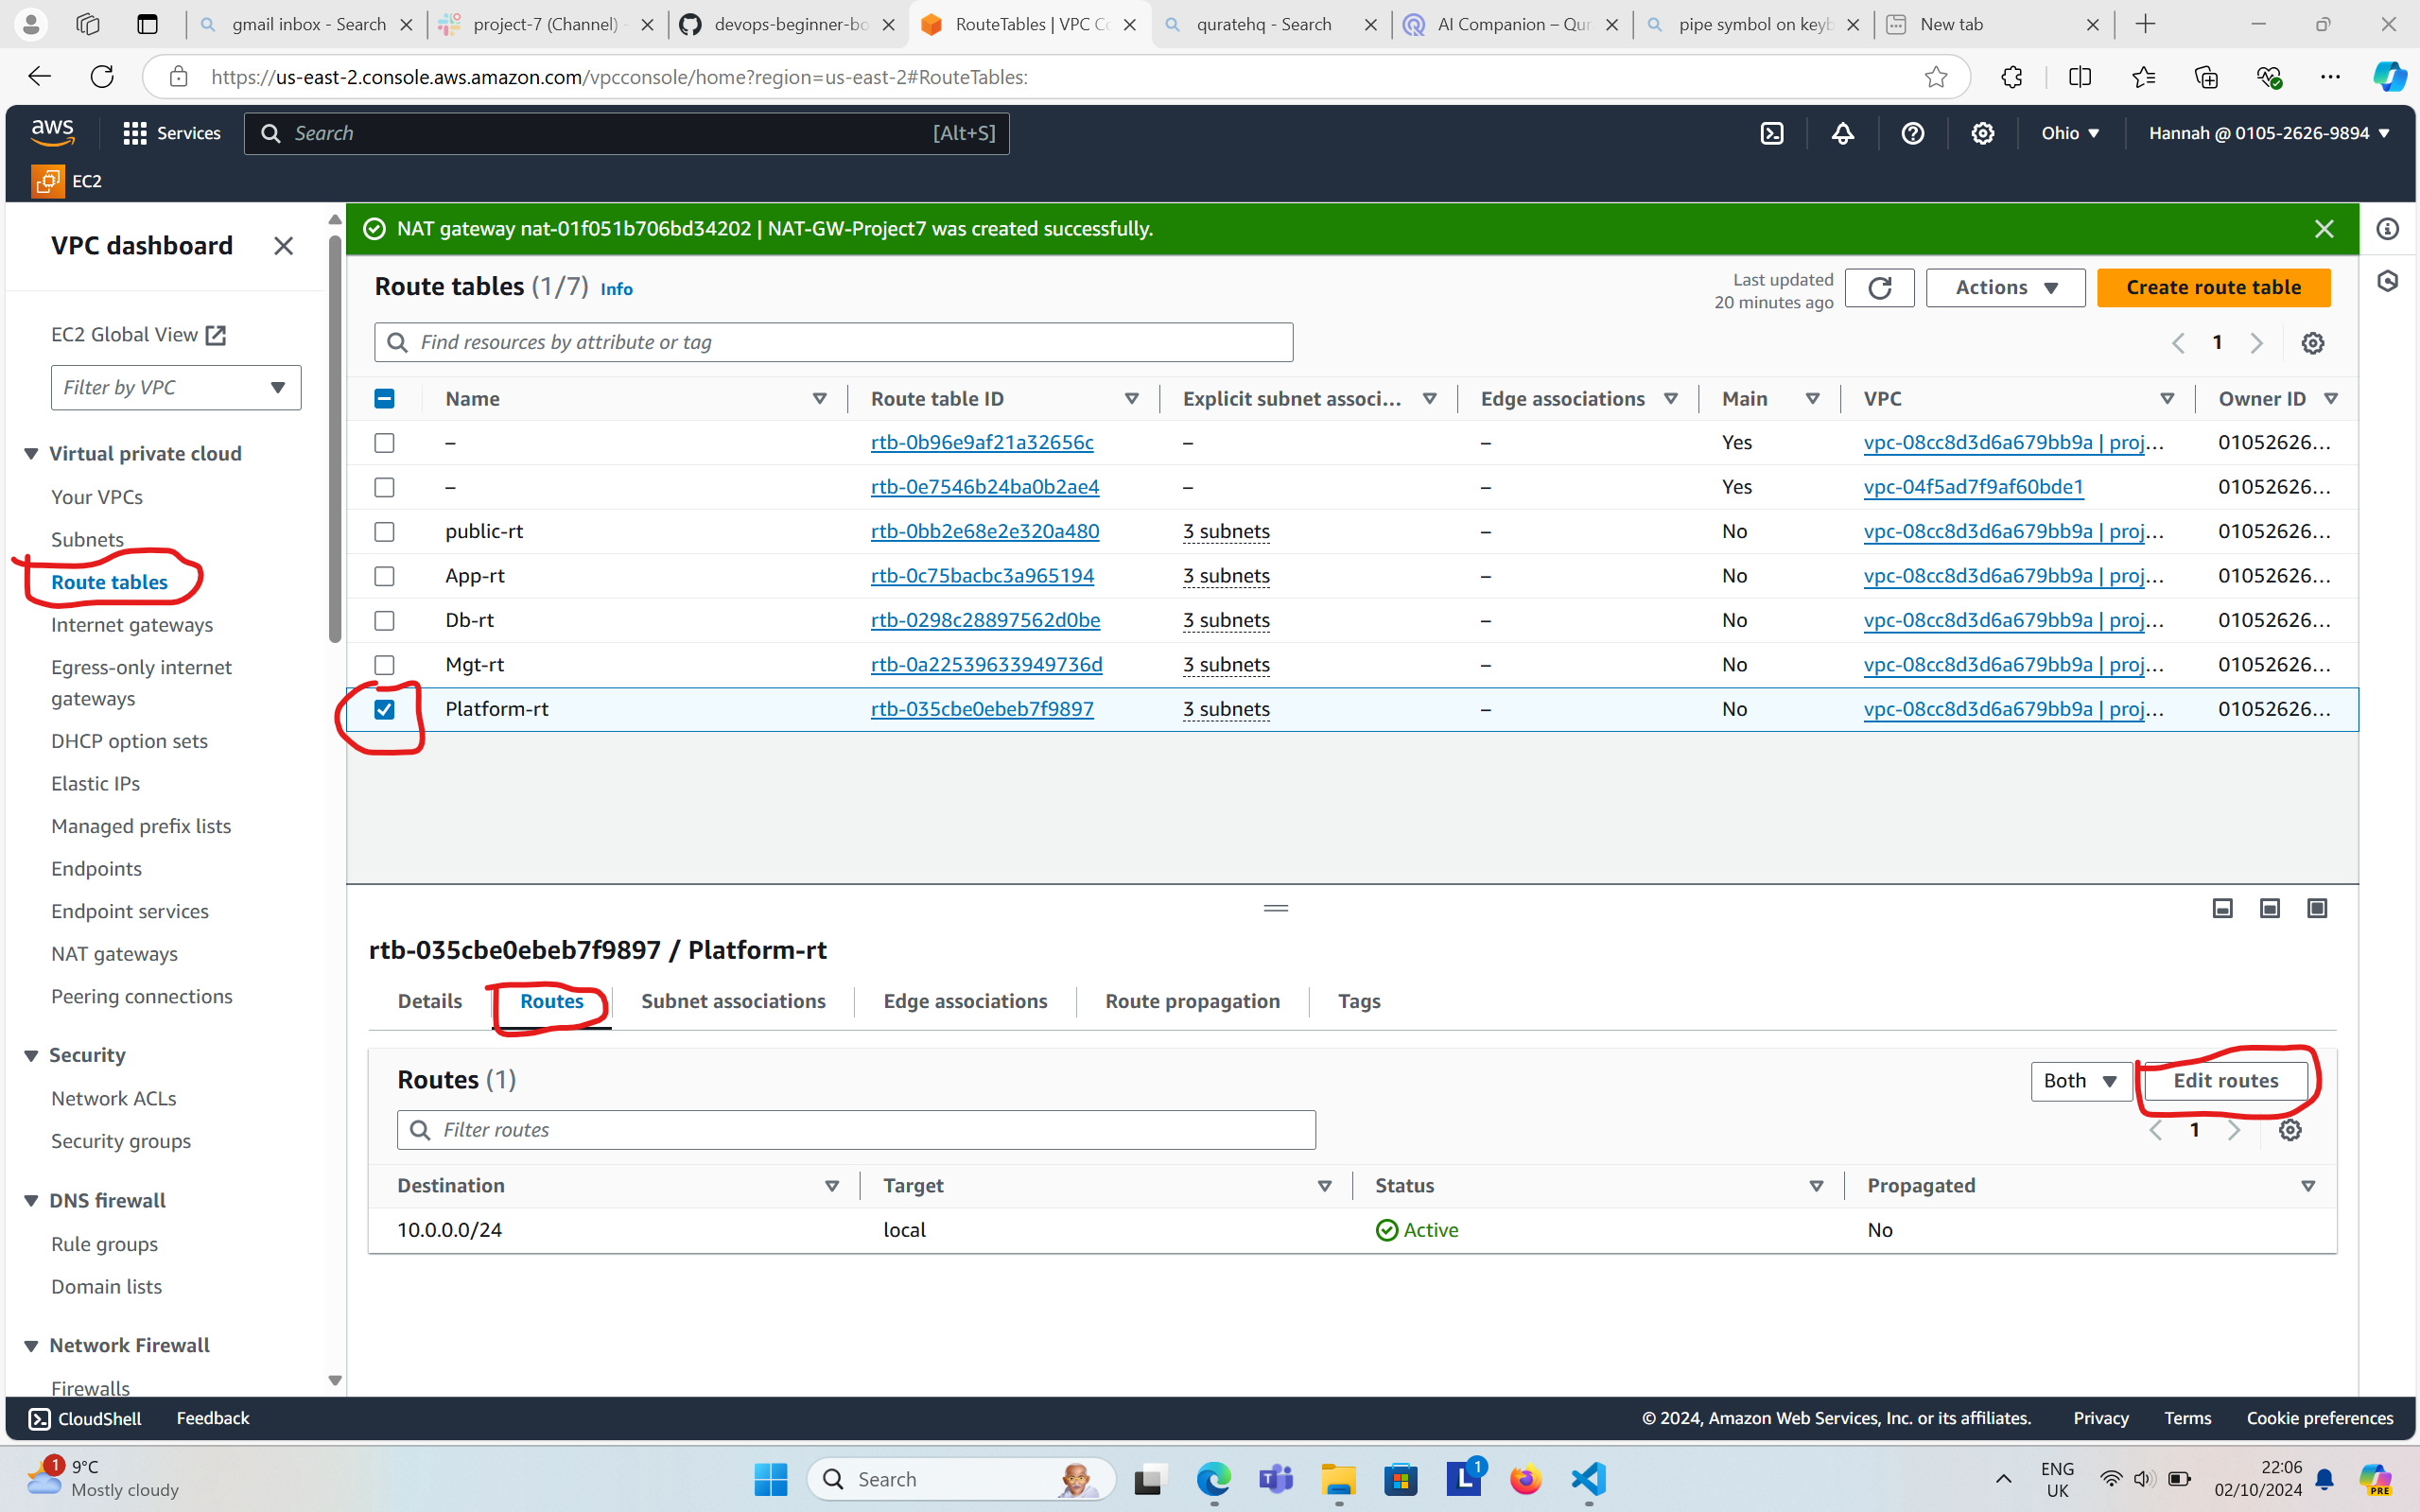 gmail inbox - Search
project-7 (Channel) -
devops-beginner-bo
RouteTables | VPC Co
quratehq - Search
AI Companion – Qur
pipe symbol on keyb
New tab
https://us-east-2.console.aws.amazon.com/vpcconsole/home?region=us-east-2#RouteTables:
aws
Services
Search
[Alt+S]
Ohio
Hannah @ 0105-2626-9894
EC2
VPC dashboard
NAT gateway nat-01f051b706bd34202 | NAT-GW-Project7 was created successfully.
EC2 Global View
Filter by VPC
Virtual private cloud
Your VPCs
Subnets
Route tables
Internet gateways
Egress-only internet
gateways
DHCP option sets
Elastic IPs
Managed prefix lists
Endpoints
Endpoint services
NAT gateways
Peering connections
Security
Network ACLs
Security groups
DNS firewall
Rule groups
Domain lists
Network Firewall
Firewalls
Route tables (1/7) Info
Last updated
20 minutes ago
Actions
Create route table
Find resources by attribute or tag
1
Name Route table ID Explicit subnet associ... Edge associations Main VPC Owner ID
– rtb-0b96e9af21a32656c – – Yes vpc-08cc8d3d6a679bb9a | proj... 01052626...
– rtb-0e7546b24ba0b2ae4 – – Yes vpc-04f5ad7f9af60bde1 01052626...
public-rt rtb-0bb2e68e2e320a480 3 subnets – No vpc-08cc8d3d6a679bb9a | proj... 01052626...
App-rt rtb-0c75bacbc3a965194 3 subnets – No vpc-08cc8d3d6a679bb9a | proj... 01052626...
Db-rt rtb-0298c28897562d0be 3 subnets – No vpc-08cc8d3d6a679bb9a | proj... 01052626...
Mgt-rt rtb-0a22539633949736d 3 subnets – No vpc-08cc8d3d6a679bb9a | proj... 01052626...
Platform-rt rtb-035cbe0ebeb7f9897 3 subnets – No vpc-08cc8d3d6a679bb9a | proj... 01052626...
rtb-035cbe0ebeb7f9897 / Platform-rt
Details Routes Subnet associations Edge associations Route propagation Tags
Routes (1)
Both
Edit routes
Filter routes
1
Destination Target Status Propagated
10.0.0.0/24 local Active No
CloudShell Feedback
© 2024, Amazon Web Services, Inc. or its affiliates. Privacy Terms Cookie preferences
1
9°C
Mostly cloudy
Search
L
1
ENG
UK
22:06
02/10/2024
PRE